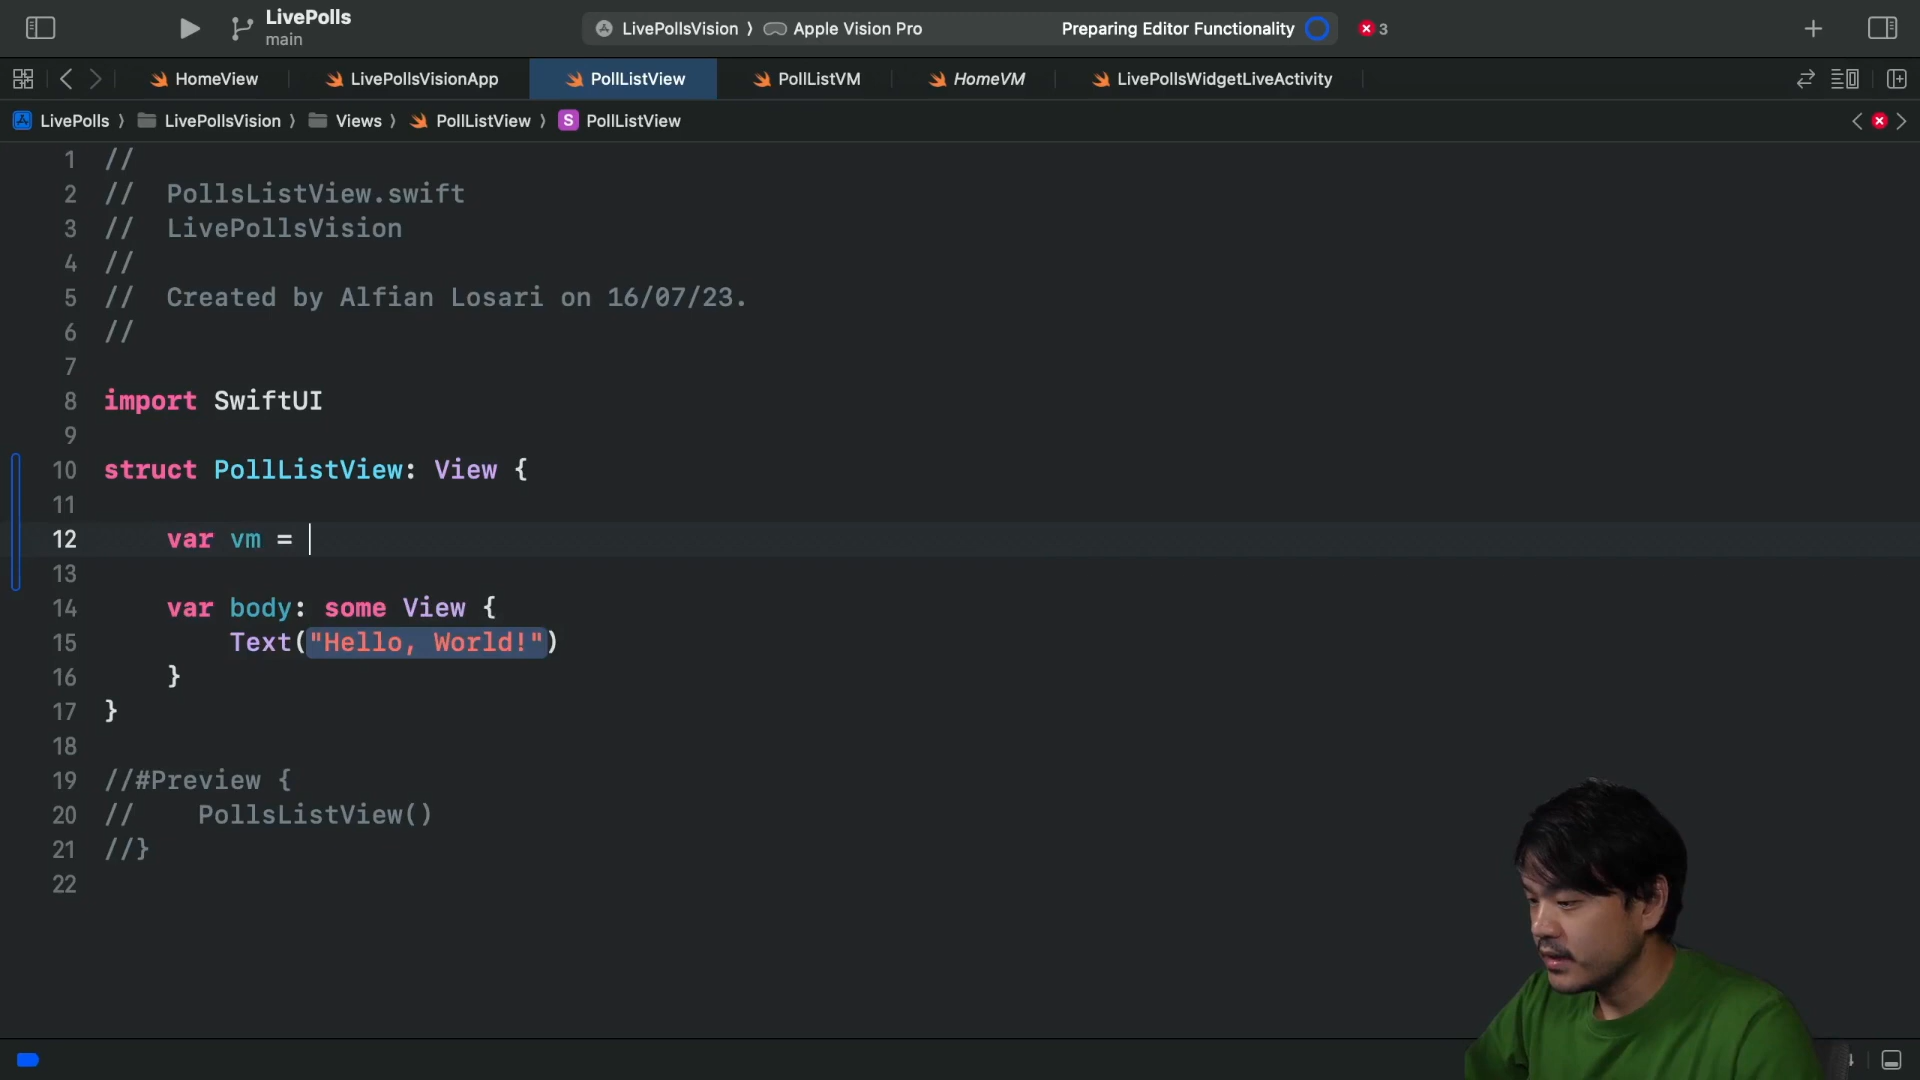 LivePolls
main
LivePollsVision ⟩ Apple Vision Pro
Preparing Editor Functionality
3
HomeView
LivePollsVisionApp
PollListView
PollListVM
HomeVM
LivePollsWidgetLiveActivity
LivePolls ⟩ LivePollsVision ⟩ Views ⟩ PollListView ⟩ S PollListView
1 //
2 //  PollsListView.swift
3 //  LivePollsVision
4 //
5 //  Created by Alfian Losari on 16/07/23.
6 //
7
8 import SwiftUI
9
10 struct PollListView: View {
11
12     var vm =
13
14     var body: some View {
15         Text("Hello, World!")
16     }
17 }
18
19 //#Preview {
20 //    PollsListView()
21 //}
22